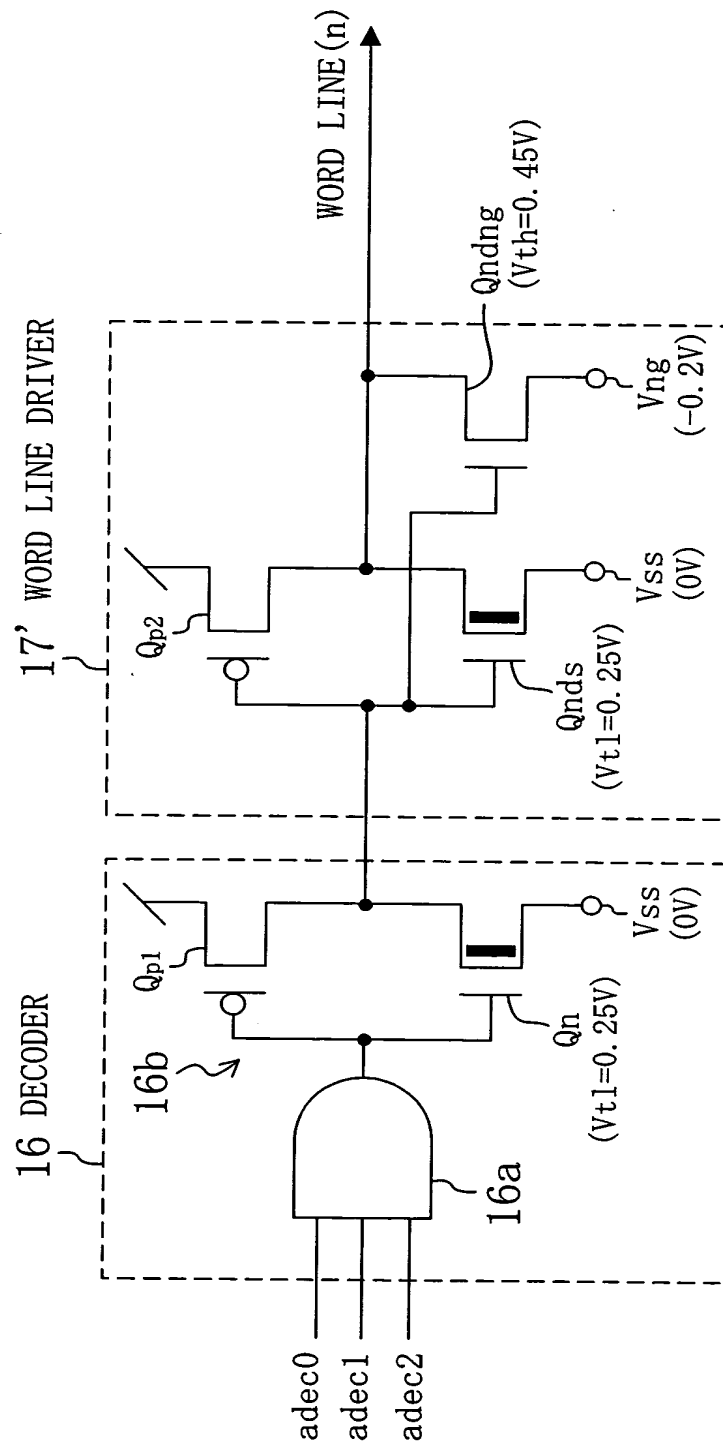 16 DECODER
17' WORD LINE DRIVER
adec0
adec1
adec2
16a
16b
Qp1
Qn
(Vtl=0.25V)
Vss
(0V)
Qp2
Qnds
(Vtl=0.25V)
Vss
(0V)
WORD LINE(n)
Qndng
(Vth=0.45V)
Vng
(-0.2V)